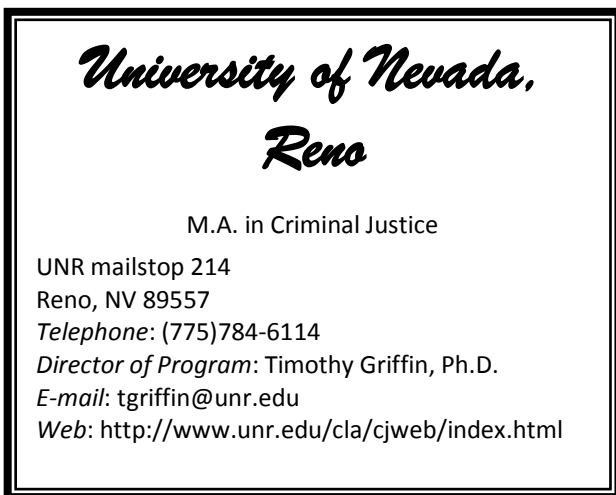 University of Nevada,
Reno
M.A. in Criminal Justice
UNR mailstop 214
Reno, NV 89557
Telephone: (775)784-6114
Director of Program: Timothy Griffin, Ph.D.
E-mail: tgriffin@unr.edu
Web: http://www.unr.edu/cla/cjweb/index.html